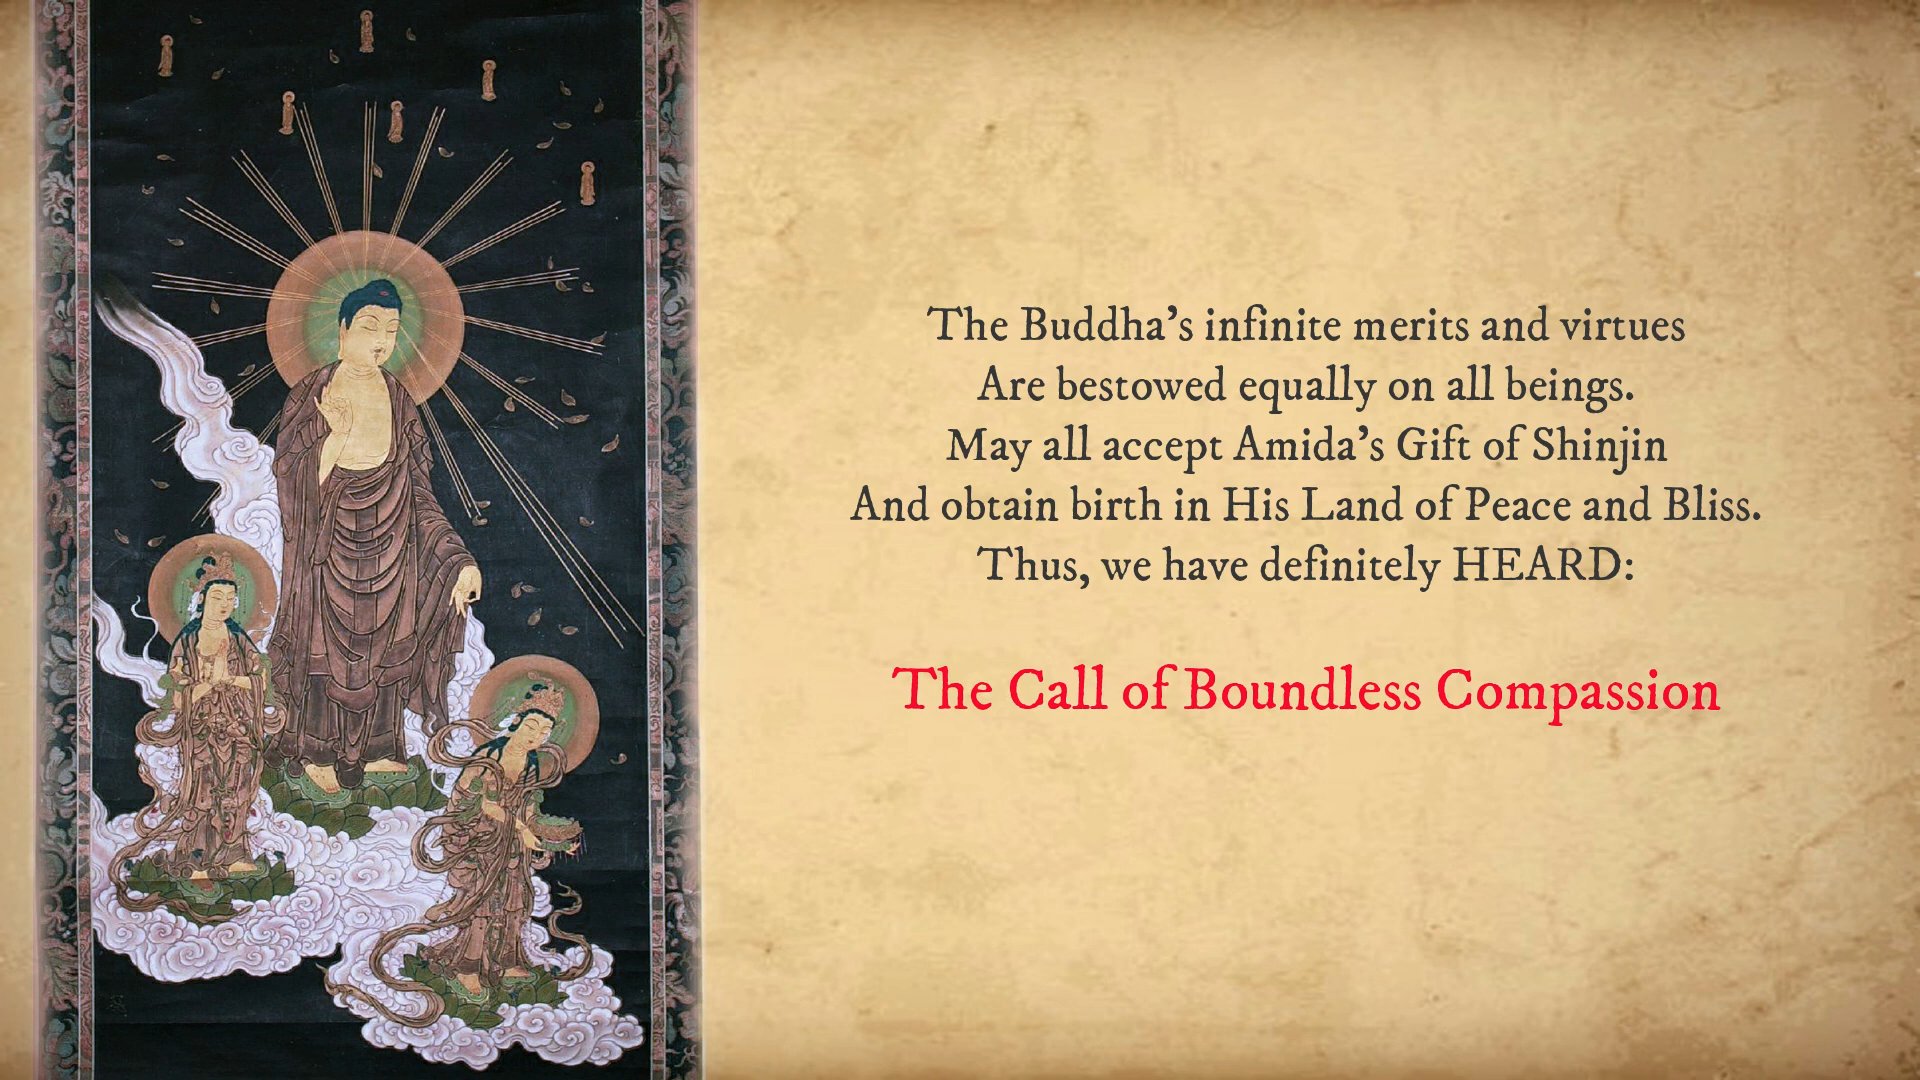 The Buddha’s infinite merits and virtues
Are bestowed equally on all beings.
May all accept Amida’s Gift of Shinjin
And obtain birth in His Land of Peace and Bliss.
Thus, we have definitely HEARD:
The Call of Boundless Compassion